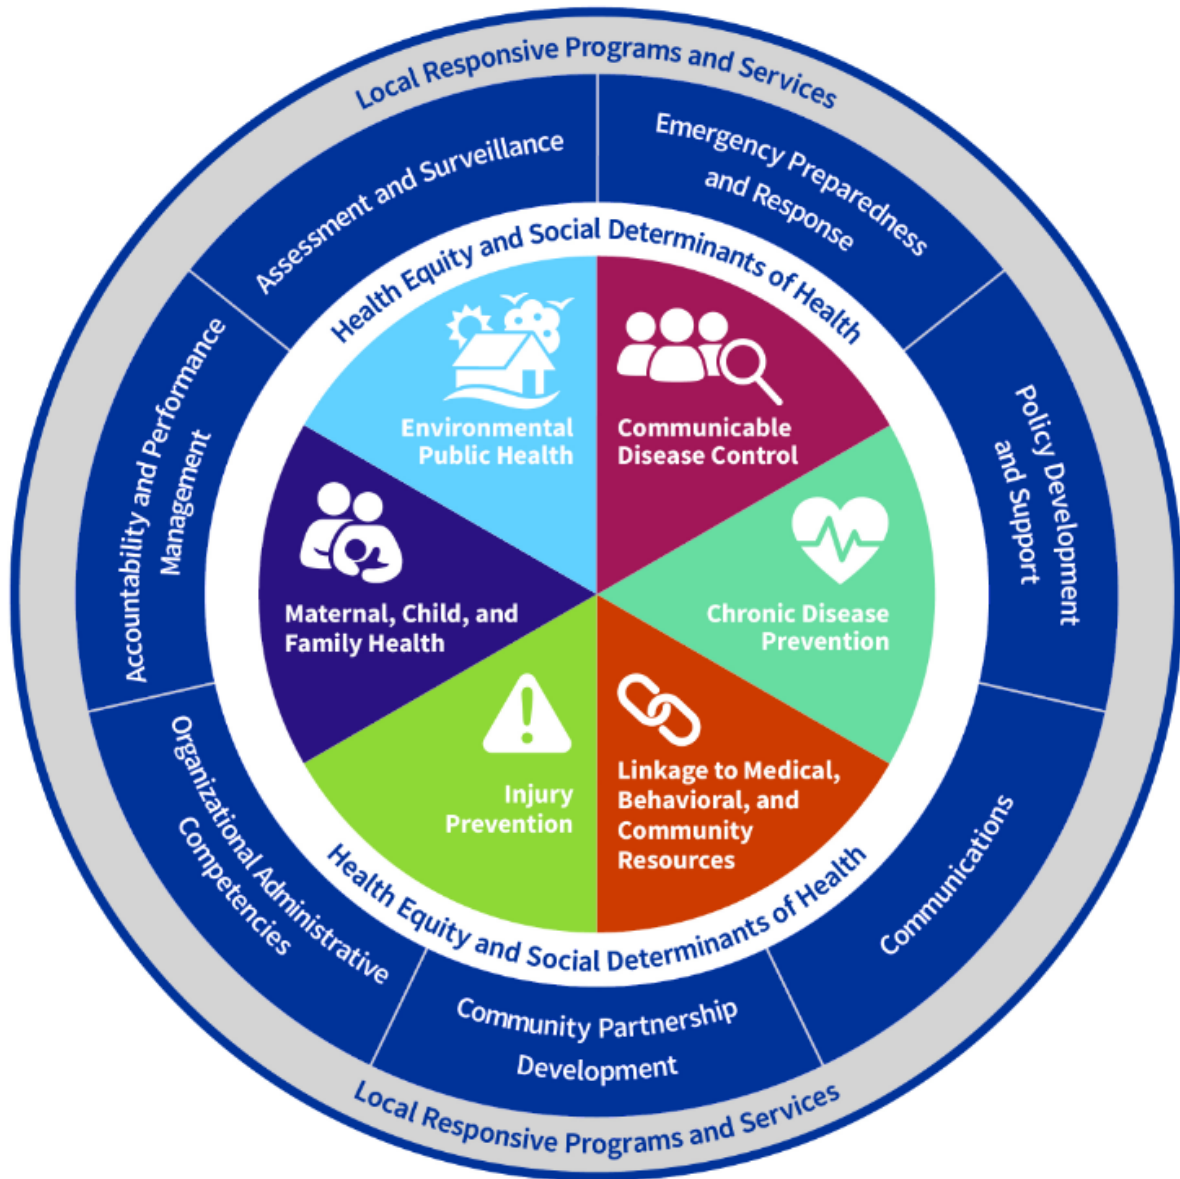 Local Responsive Programs and Services
Assessment and Surveillance
Emergency Preparedness
and Response
Policy Development
and Support
Communications
Community Partnership
Development
Organizational Administrative
Competencies
Accountability and Performance
Management
Health Equity and Social Determinants of Health
Environmental
Public Health
Communicable
Disease Control
Chronic Disease
Prevention
Linkage to Medical,
Behavioral, and
Community
Resources
Injury
Prevention
Maternal, Child, and
Family Health
Health Equity and Social Determinants of Health
Local Responsive Programs and Services